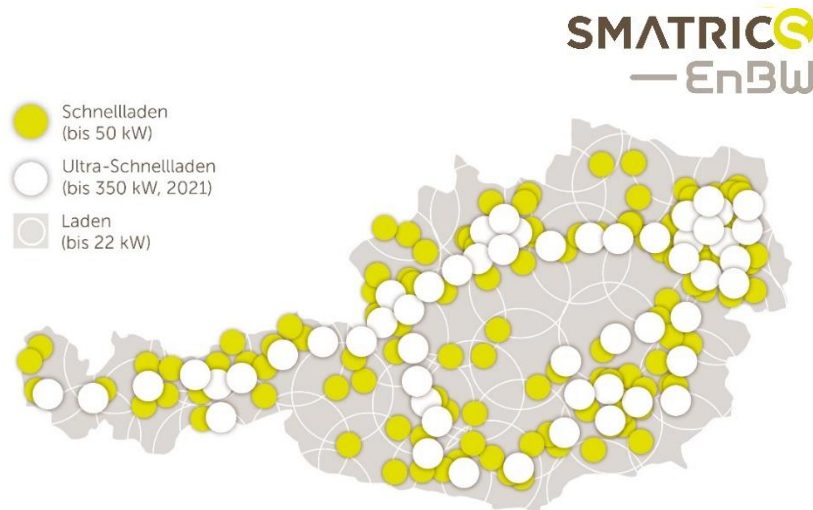 SMATRICS
EnBW
Schnellladen
(bis 50 kW)
Ultra-Schnellladen
(bis 350 kW, 2021)
Laden
(bis 22 kW)